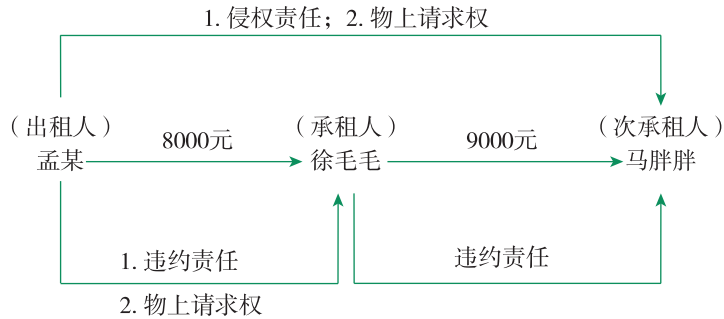 1. 侵权责任；2. 物上请求权
（出租人） （承租人） （次承租人）
8000元 9000元
孟某 徐毛毛 马胖胖
1. 违约责任 违约责任
2. 物上请求权